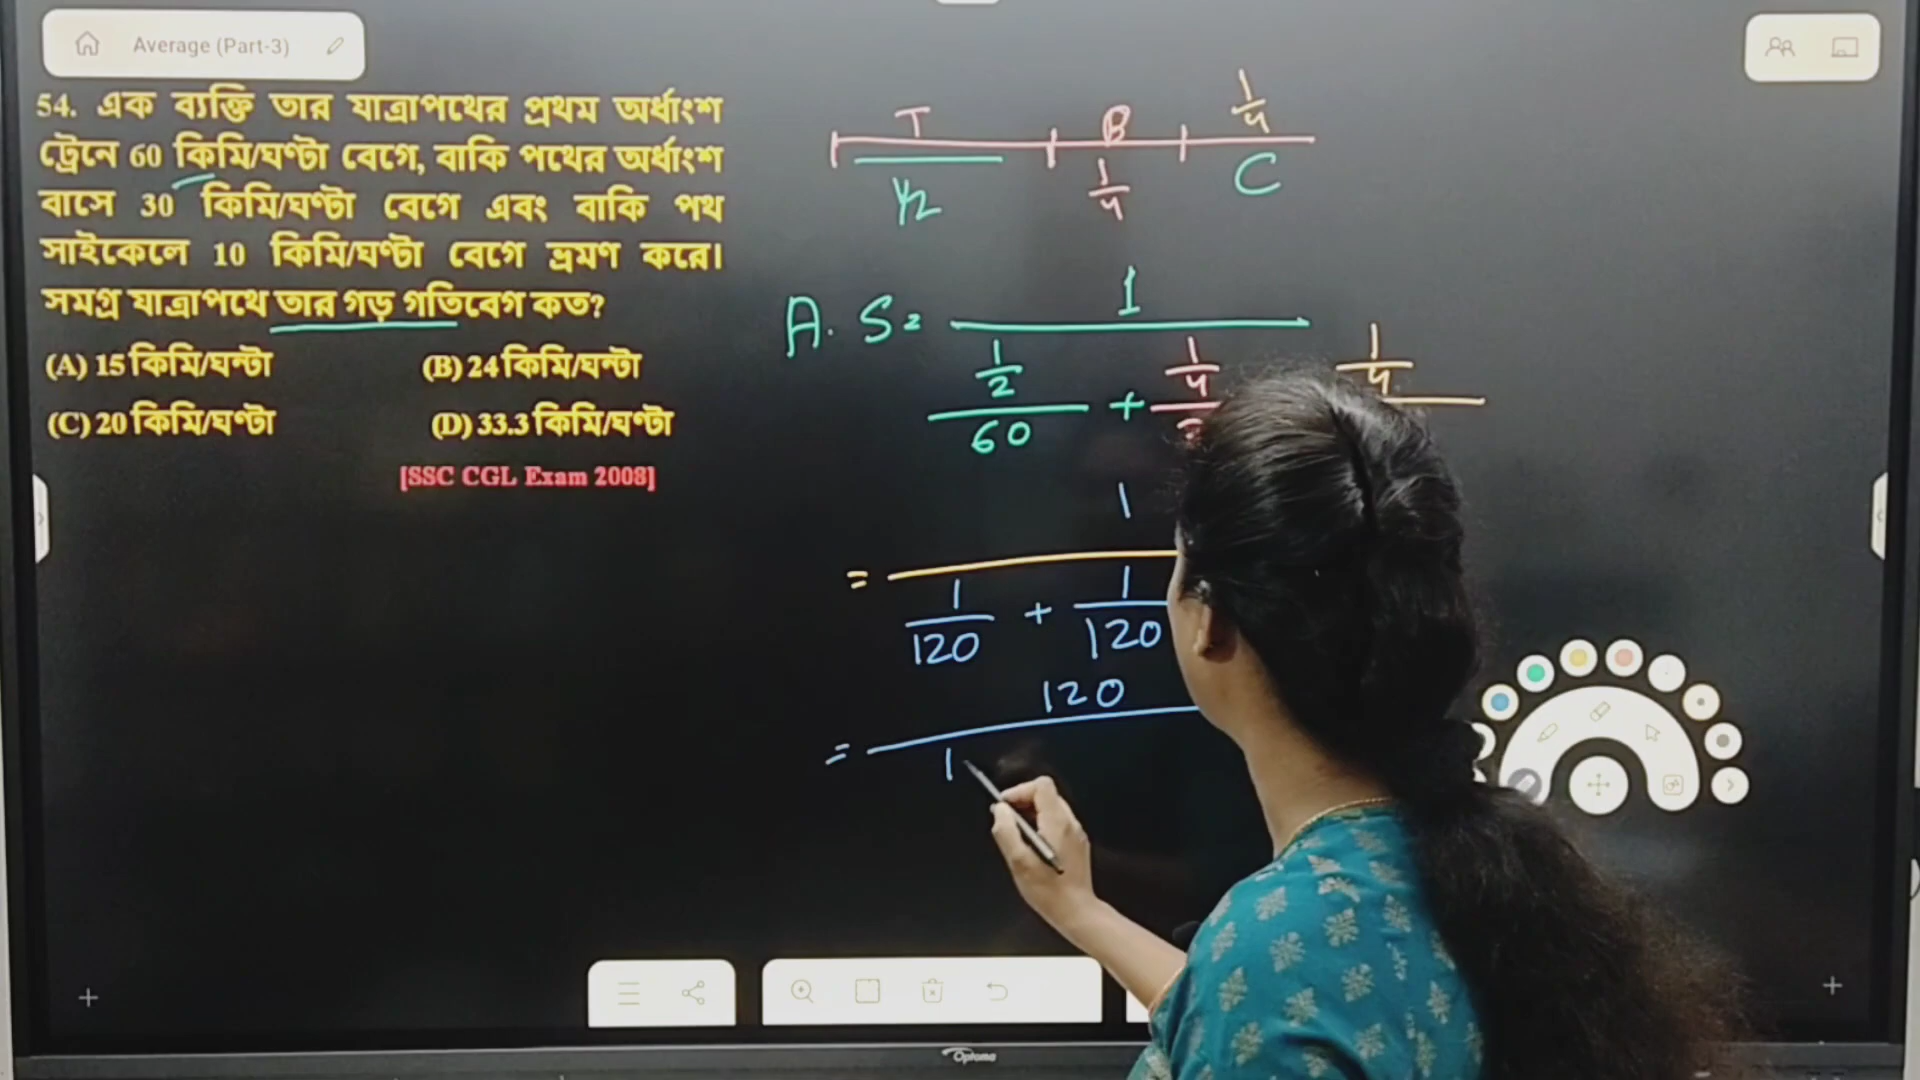 Average (Part-3)
54. এক ব্যক্তি তার যাত্রাপথের প্রথম অর্ধাংশ
ট্রেনে 60 কিমি/ঘণ্টা বেগে, বাকি পথের অর্ধাংশ
বাসে 30 কিমি/ঘণ্টা বেগে এবং বাকি পথ
সাইকেলে 10 কিমি/ঘণ্টা বেগে ভ্রমণ করে।
সমগ্র যাত্রাপথে তার গড় গতিবেগ কত?
(A) 15 কিমি/ঘন্টা (B) 24 কিমি/ঘন্টা
(C) 20 কিমি/ঘণ্টা (D) 33.3 কিমি/ঘণ্টা
[SSC CGL Exam 2008]
T B 1/4
1/2 1/4 C
A. S =
1
1/2 1/4 1/4
60 +
1
=
1/120 + 1/120
120
=
1
Optoma